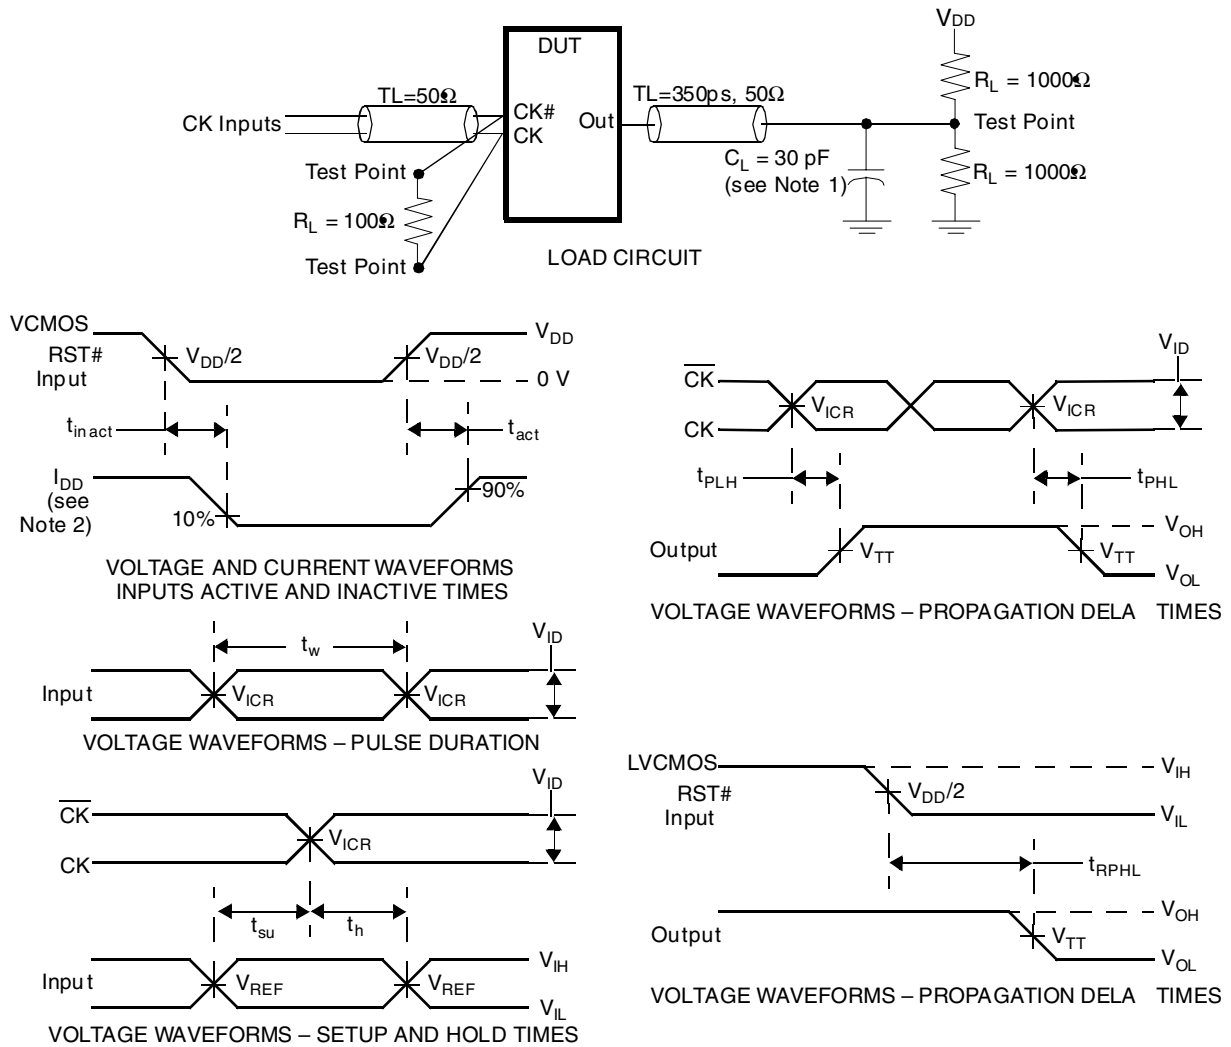 VDD
DUT
RL = 1000Ω
TL=50Ω
TL=350ps, 50Ω
CK Inputs
CK#
CK
Out
Test Point
CL = 30 pF
(see Note 1)
RL = 1000Ω
Test Point
RL = 100Ω
Test Point
LOAD CIRCUIT
VCMOS
RST#
Input
VDD/2
VDD/2
VDD
0 V
tinact
tact
IDD
(see
Note 2)
10%
90%
VOLTAGE AND CURRENT WAVEFORMS
INPUTS ACTIVE AND INACTIVE TIMES
VID
CK
CK
VICR
VICR
tPLH
tPHL
Output
VTT
VTT
VOH
VOL
VOLTAGE WAVEFORMS – PROPAGATION DELA TIMES
tw
VID
Input
VICR
VICR
VOLTAGE WAVEFORMS – PULSE DURATION
VID
CK
CK
VICR
tsu
th
Input
VREF
VREF
VIH
VIL
VOLTAGE WAVEFORMS – SETUP AND HOLD TIMES
LVCMOS
RST#
Input
VDD/2
VIH
VIL
tRPHL
Output
VTT
VOH
VOL
VOLTAGE WAVEFORMS – PROPAGATION DELA TIMES